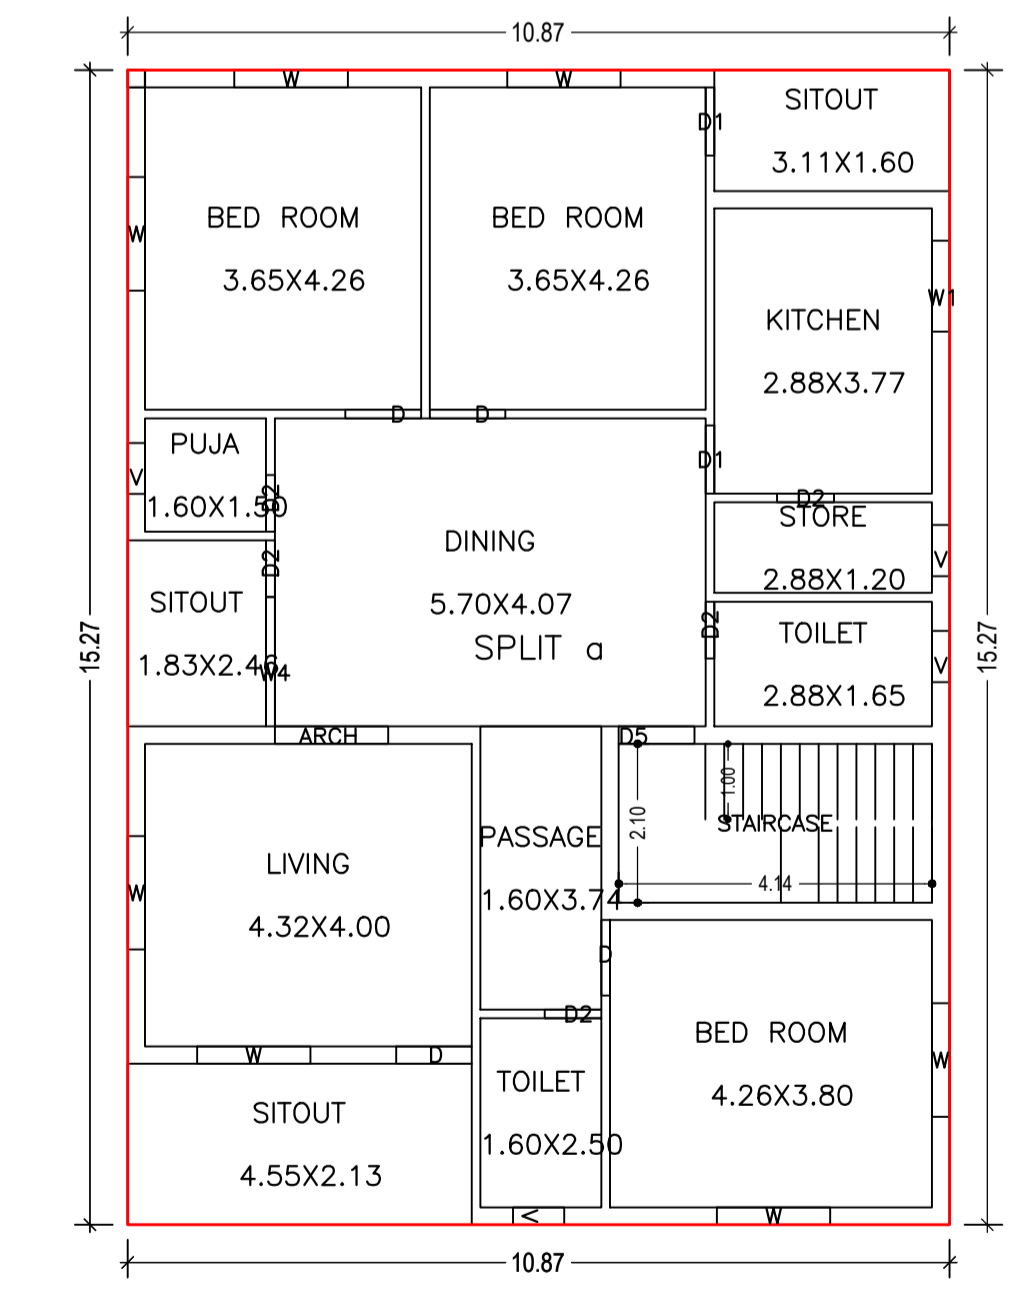 10.87
W
W
SITOUT
3.11X1.60
D1
BED ROOM
3.65X4.26
BED ROOM
3.65X4.26
W
W1
KITCHEN
2.88X3.77
D
D
PUJA
1.60X1.50
V
D2
D1
D2
STORE
2.88X1.20
V
DINING
5.70X4.07
SPLIT a
D2
SITOUT
1.83X2.46
W4
D2
TOILET
2.88X1.65
V
15.27
15.27
ARCH
D5
1.00
2.10
STAIRCASE
4.14
PASSAGE
1.60X3.74
LIVING
4.32X4.00
W
D
D2
W
D
BED ROOM
4.26X3.80
W
TOILET
1.60X2.50
SITOUT
4.55X2.13
V
W
10.87